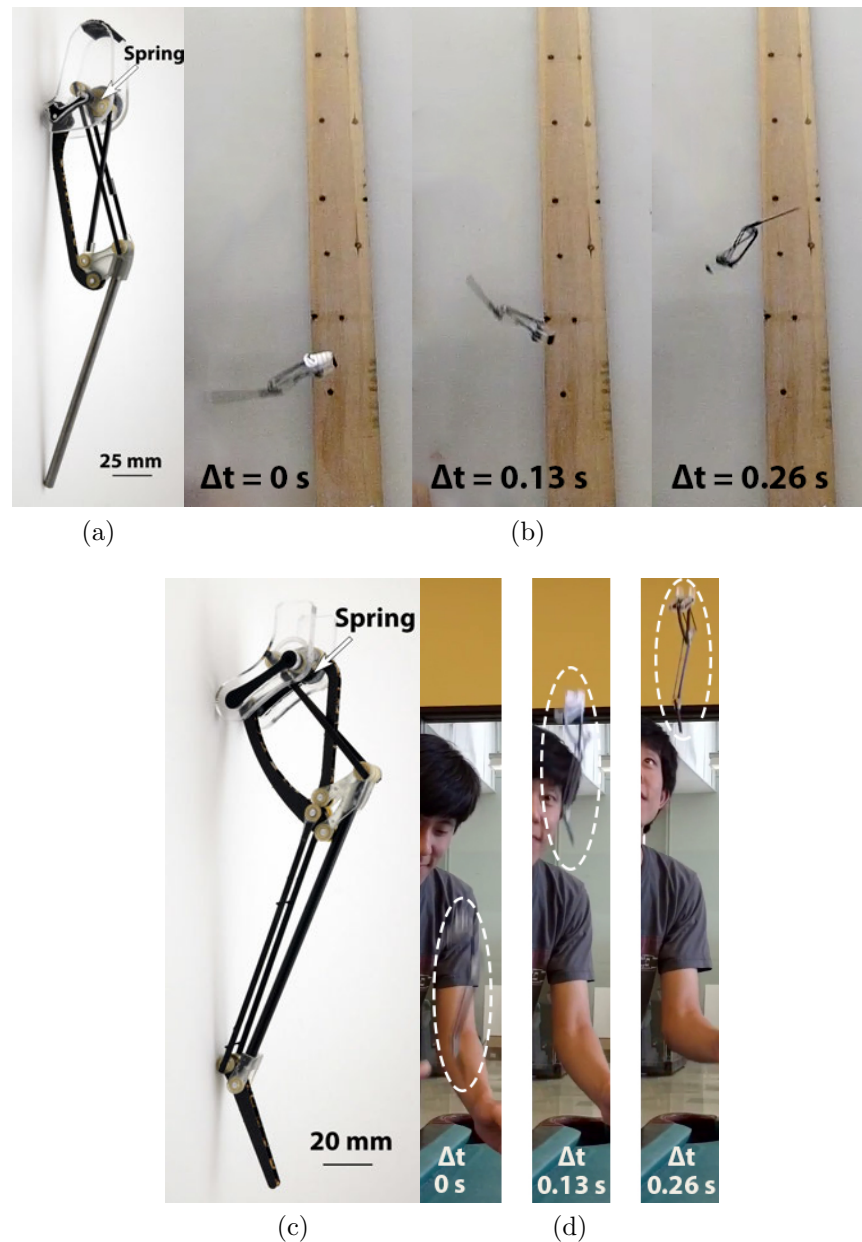 Spring
25 mm
Δt = 0 s
Δt = 0.13 s
Δt = 0.26 s
(a)
(b)
Spring
20 mm
Δt
0 s
Δt
0.13 s
Δt
0.26 s
(c)
(d)